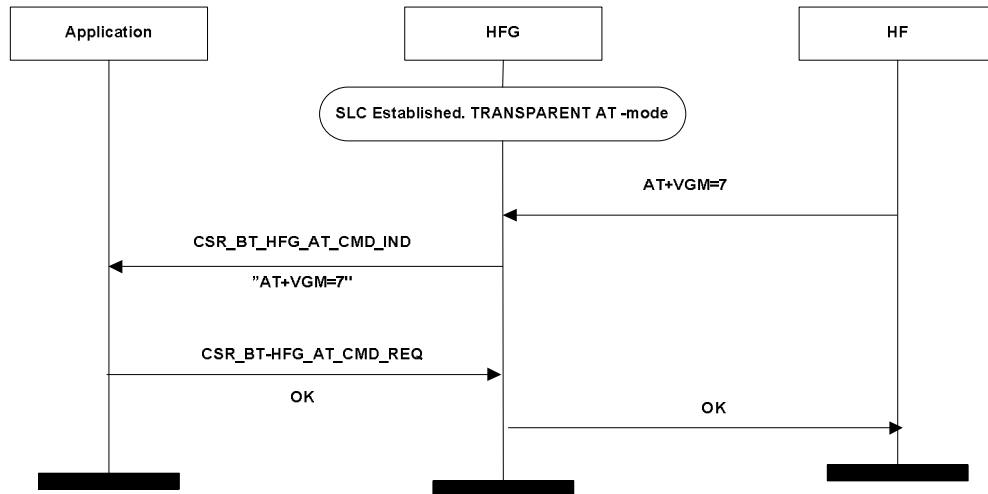 Application
HFG
HF
SLC Established. TRANSPARENT AT -mode
AT+VGM=7
CSR_BT_HFG_AT_CMD_IND
”AT+VGM=7"
CSR_BT-HFG_AT_CMD_REQ
OK
OK